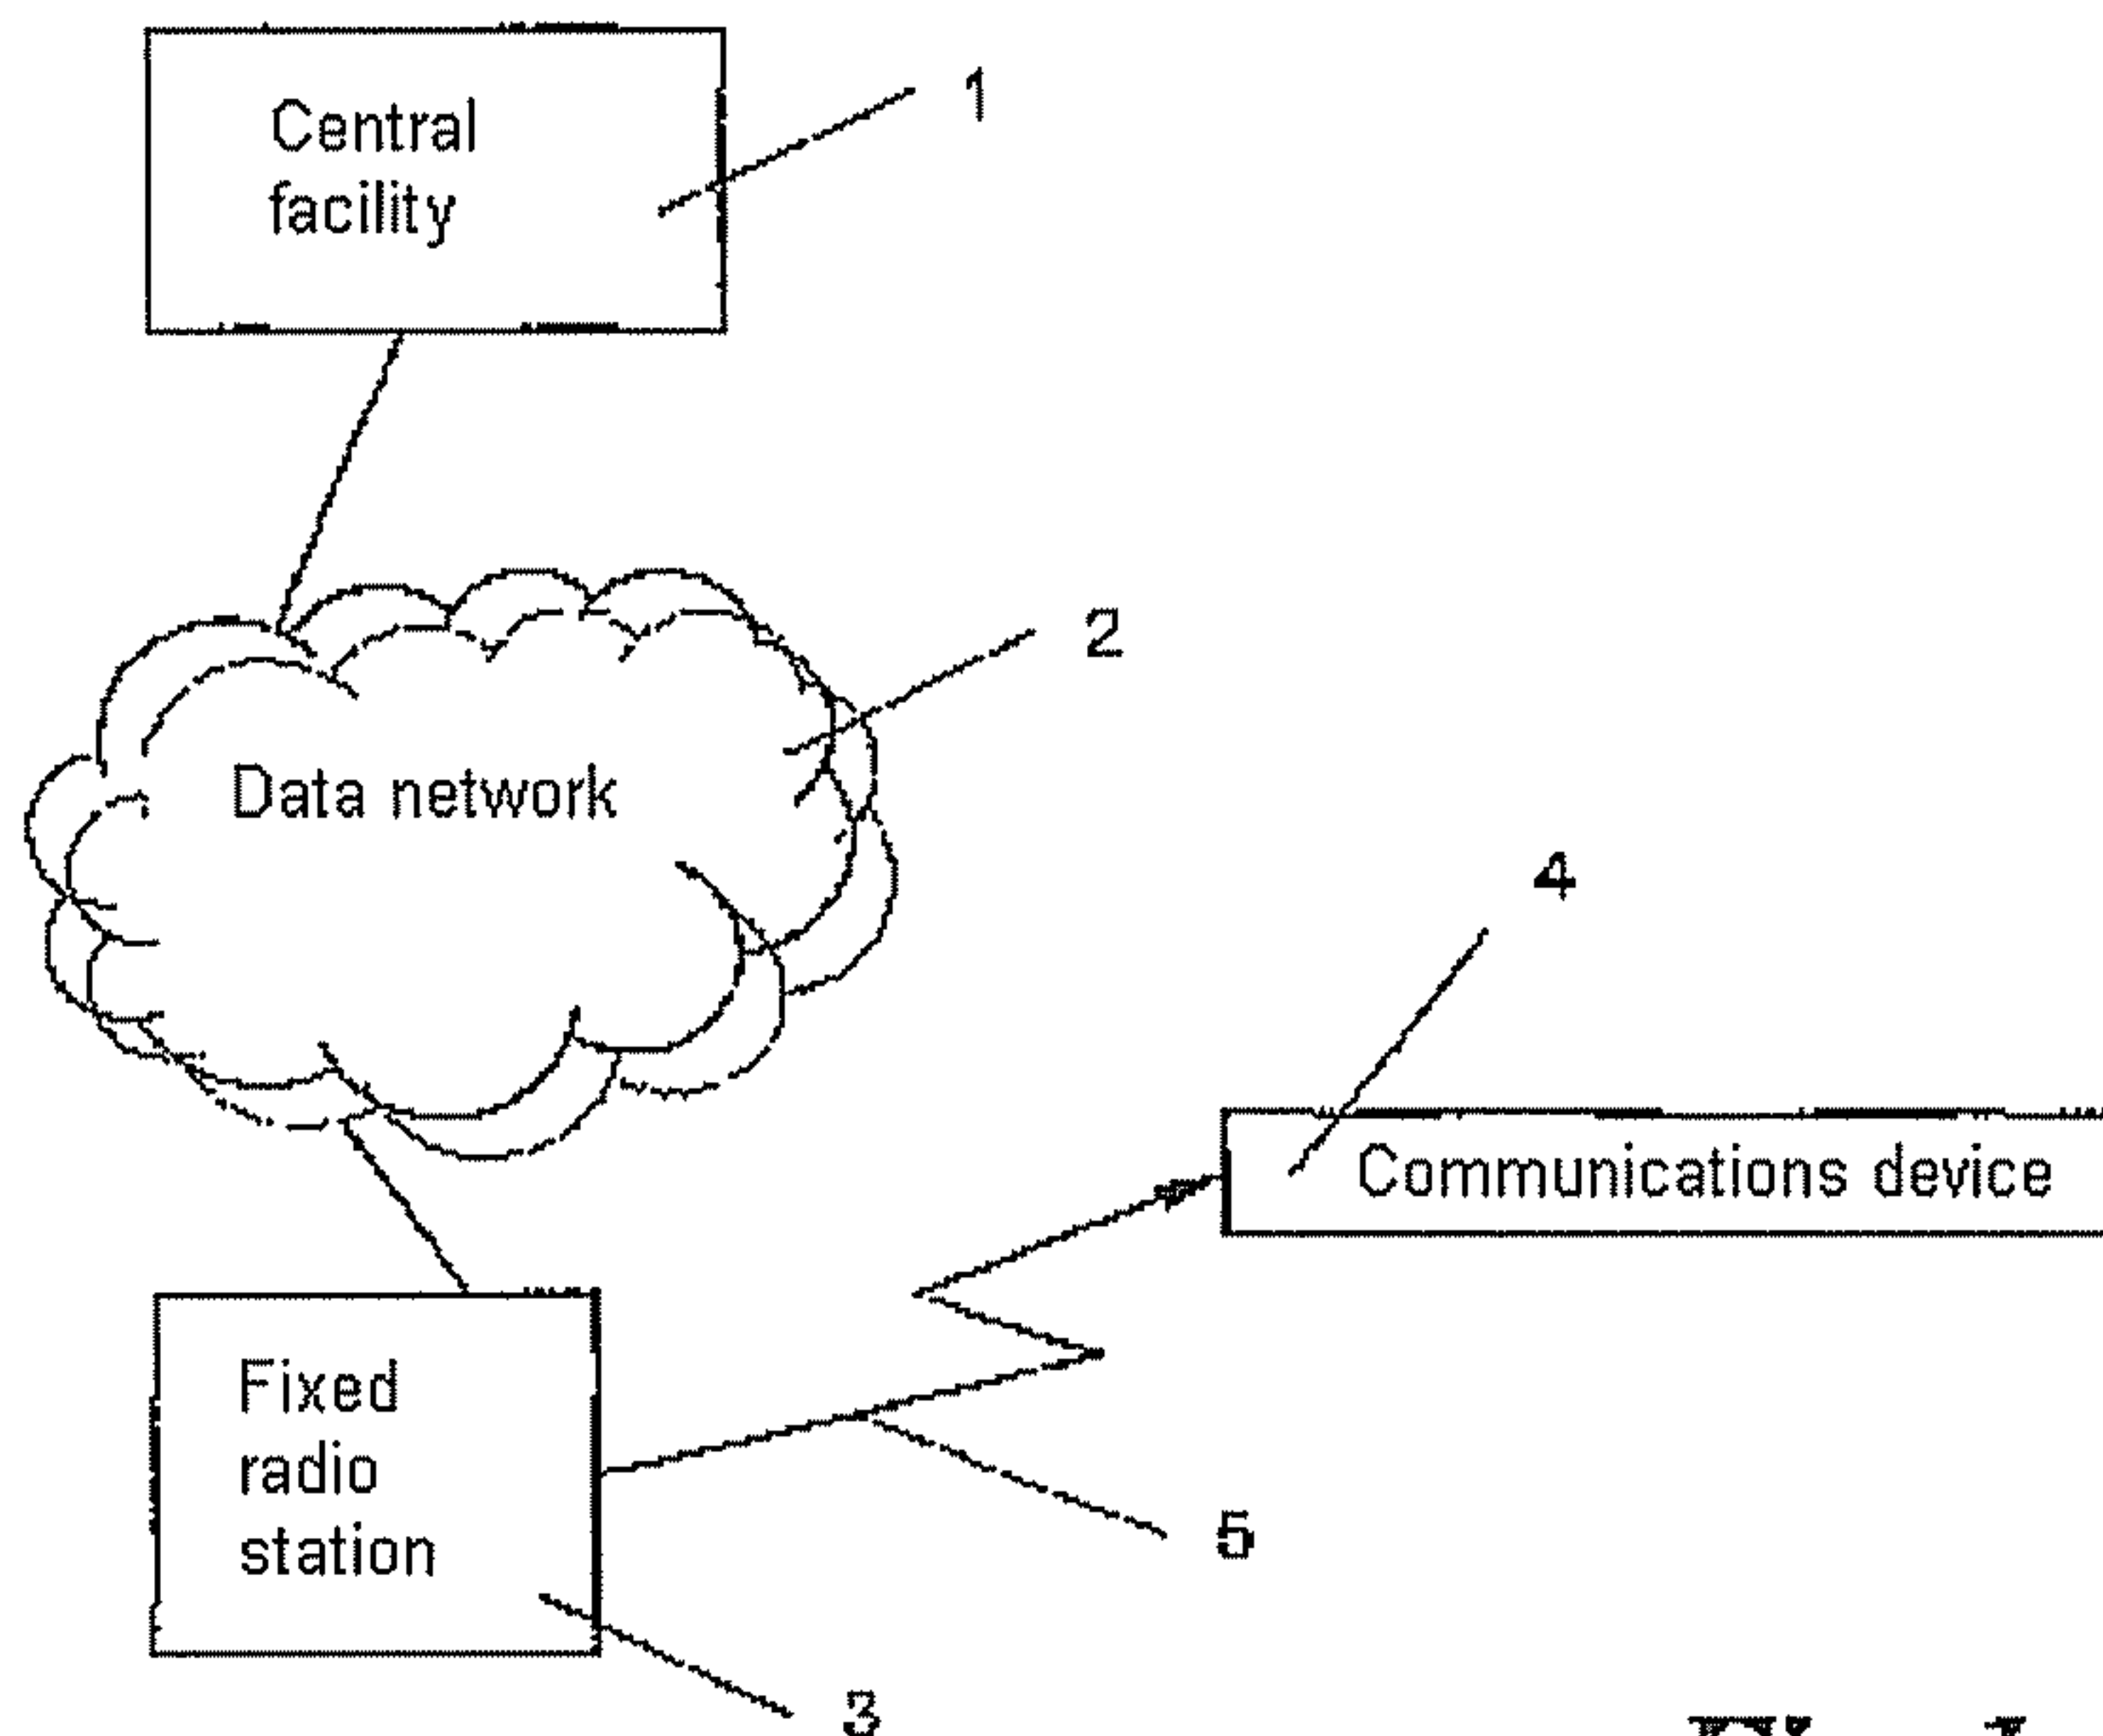 Central
facility
1
2
Data network
4
Communications device
Fixed
radio
station
5
3